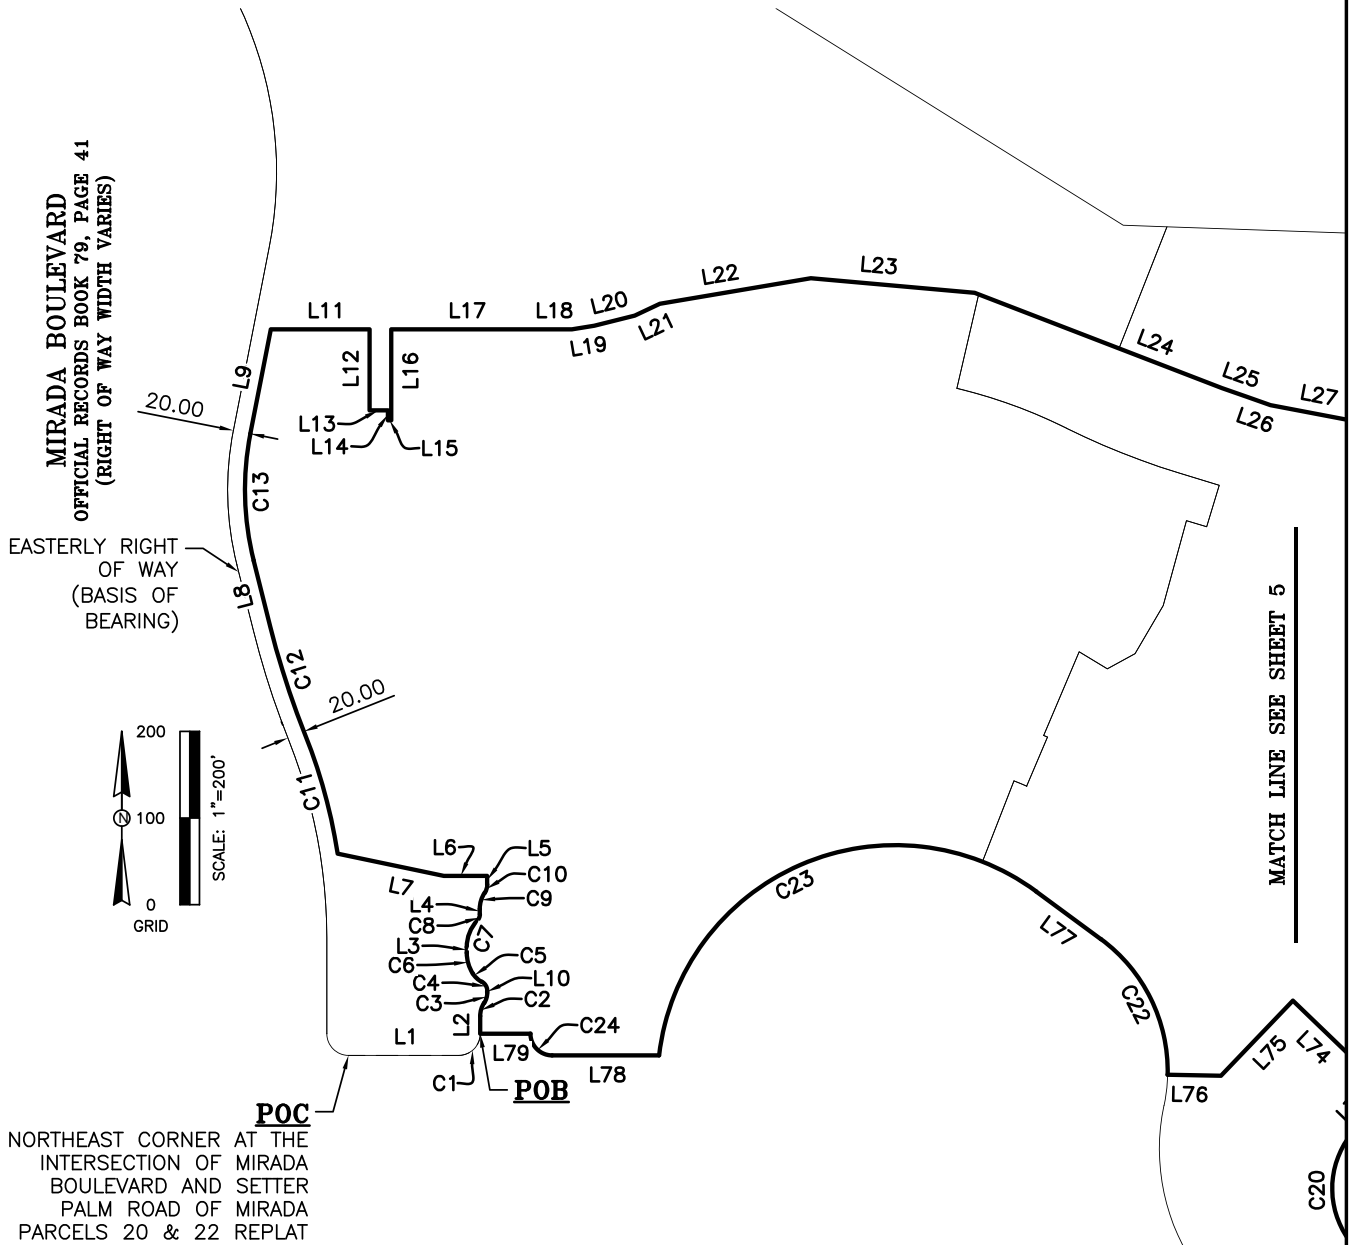 MIRADA BOULEVARD
OFFICIAL RECORDS BOOK 79, PAGE 41
(RIGHT OF WAY WIDTH VARIES)
20.00
L9
L11
L12
L13
L14
L15
L16
L17
L18
L19
L20
L21
L22
L23
L24
L25
L26
L27
C13
EASTERLY RIGHT
OF WAY
(BASIS OF
BEARING)
L8
C12
20.00
C11
200
100
0
N
GRID
SCALE: 1"=200'
MATCH LINE SEE SHEET 5
L6
L5
L7
C10
C9
L4
C8
C7
L3
C6
C5
C4
L10
C3
C2
L2
L1
C1
C24
L79
L78
POB
C23
L77
C22
L76
L75
L74
C20
POC
NORTHEAST CORNER AT THE
INTERSECTION OF MIRADA
BOULEVARD AND SETTER
PALM ROAD OF MIRADA
PARCELS 20 & 22 REPLAT